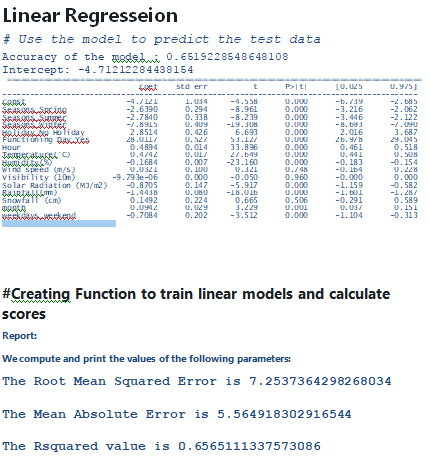 Linear Regresseion
# Use the model to predict the test data
Accuracy of the model : 0.6519228548648108
Intercept: -4.71212284438154
coef std err t P>|t| [0.025 0.975]
const -4.7121 1.034 -4.558 0.000 -6.739 -2.685
Seasons_Spring -2.6390 0.294 -8.961 0.000 -3.216 -2.062
Seasons_Summer -2.7840 0.338 -8.239 0.000 -3.446 -2.122
Seasons_Winter -7.8915 0.409 -19.308 0.000 -8.693 -7.090
Holiday_No Holiday 2.8514 0.426 6.693 0.000 2.016 3.687
Functioning Day_Yes 28.0117 0.527 53.127 0.000 26.978 29.045
Hour 0.4894 0.014 33.896 0.000 0.461 0.518
Temperature(°C) 0.4742 0.017 27.649 0.000 0.441 0.508
Humidity(%) -0.1684 0.007 -23.160 0.000 -0.183 -0.154
Wind speed (m/s) 0.0321 0.100 0.321 0.748 -0.164 0.228
Visibility (10m) -9.793e-06 0.000 -0.050 0.960 -0.000 0.000
Solar Radiation (MJ/m2) -0.8705 0.147 -5.917 0.000 -1.159 -0.582
Rainfall(mm) -1.4438 0.080 -18.016 0.000 -1.601 -1.287
Snowfall (cm) 0.1492 0.224 0.665 0.506 -0.291 0.589
month 0.0942 0.029 3.229 0.001 0.037 0.151
weekdays_weekend -0.7084 0.202 -3.512 0.000 -1.104 -0.313
#Creating Function to train linear models and calculate
scores
Report:
We compute and print the values of the following parameters:
The Root Mean Squared Error is 7.2537364298268034
The Mean Absolute Error is 5.564918302916544
The Rsquared value is 0.6565111337573086